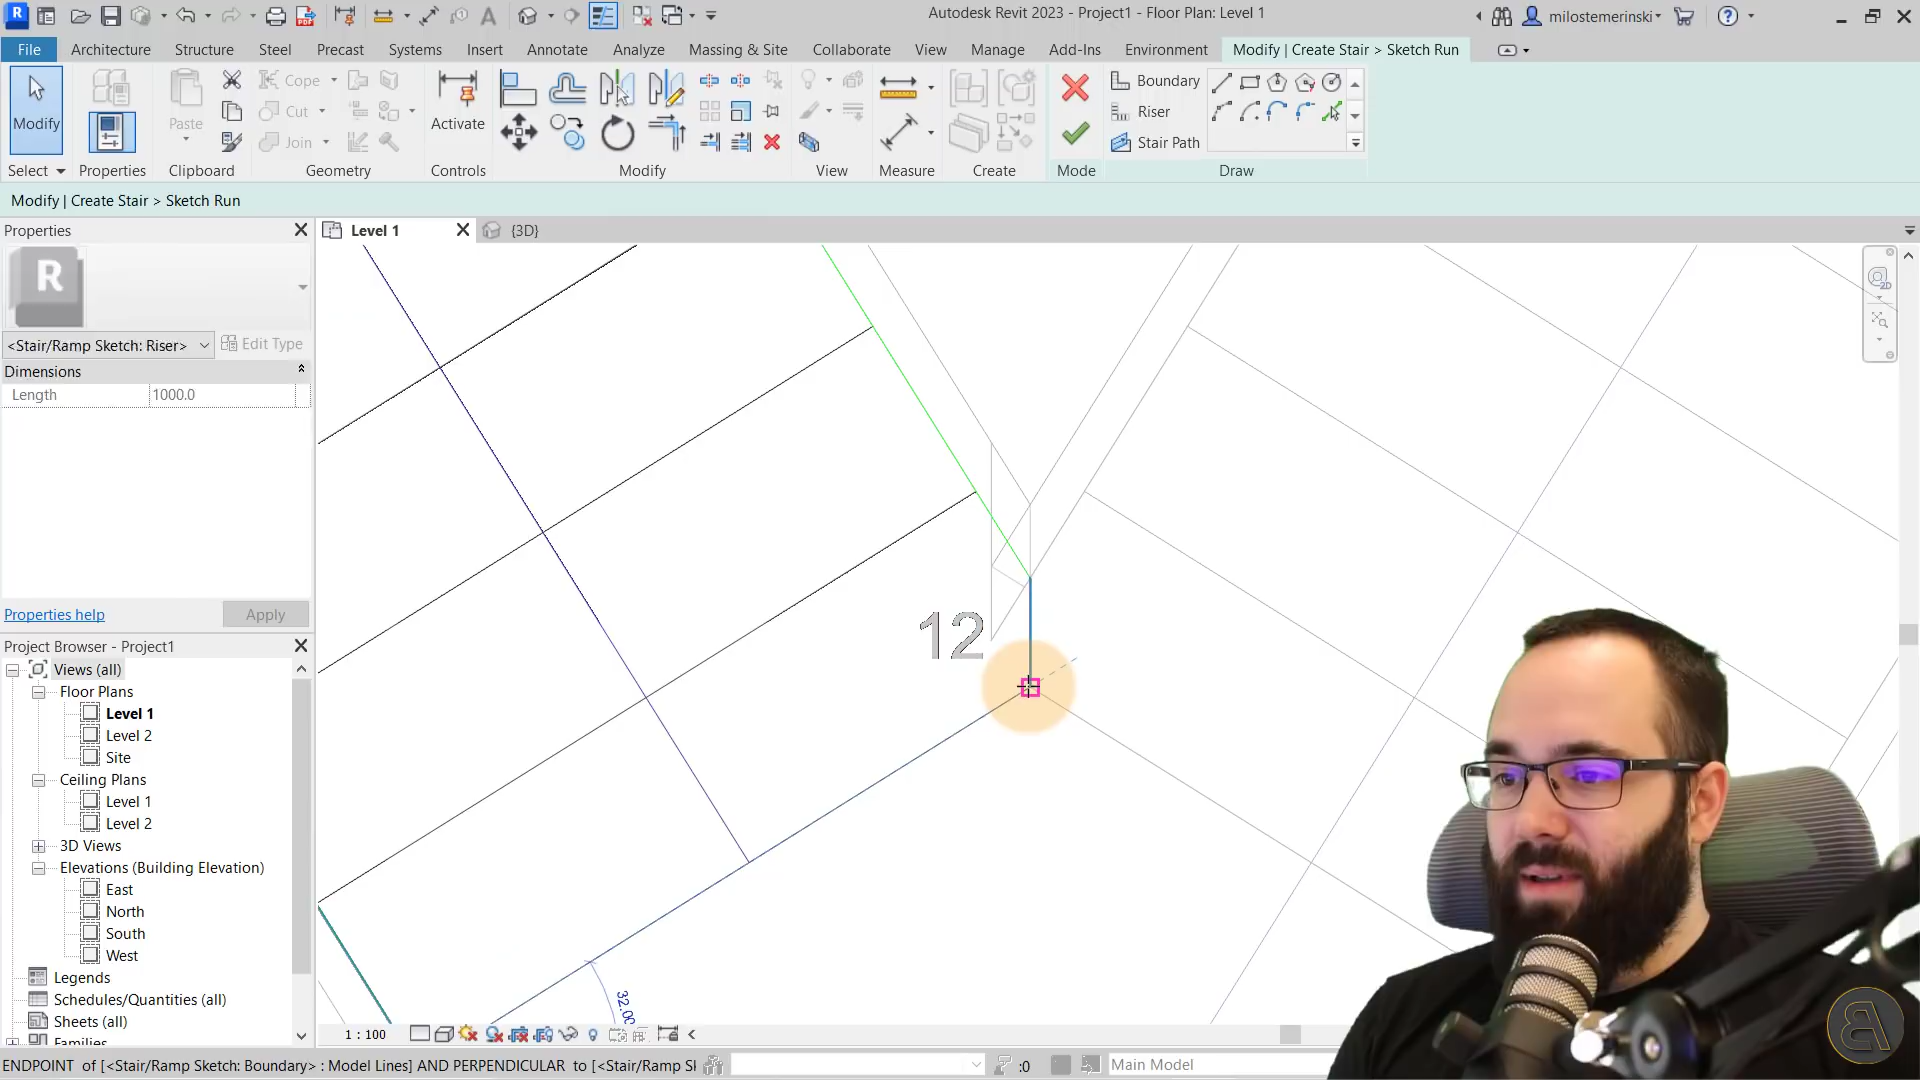 R
Autodesk Revit 2023 - Project1 - Floor Plan: Level 1
milostemerinski
File
Architecture
Structure
Steel
Precast
Systems
Insert
Annotate
Analyze
Massing & Site
Collaborate
View
Manage
Add-Ins
Environment
Modify | Create Stair > Sketch Run
Modify
Paste
Cope
Cut
Join
Activate
Boundary
Riser
Stair Path
Select
Properties
Clipboard
Geometry
Controls
Modify
View
Measure
Create
Mode
Draw
Modify | Create Stair > Sketch Run
Properties
Level 1
{3D}
R
<Stair/Ramp Sketch: Riser>
Edit Type
Dimensions
Length
1000.0
Properties help
Apply
Project Browser - Project1
Views (all)
Floor Plans
Level 1
Level 2
Site
Ceiling Plans
Level 1
Level 2
3D Views
Elevations (Building Elevation)
East
North
South
West
Legends
Schedules/Quantities (all)
Sheets (all)
Families
12
2D
1 : 100
ENDPOINT of [<Stair/Ramp Sketch: Boundary> : Model Lines] AND PERPENDICULAR to [<Stair/Ramp Sk
:0
Main Model